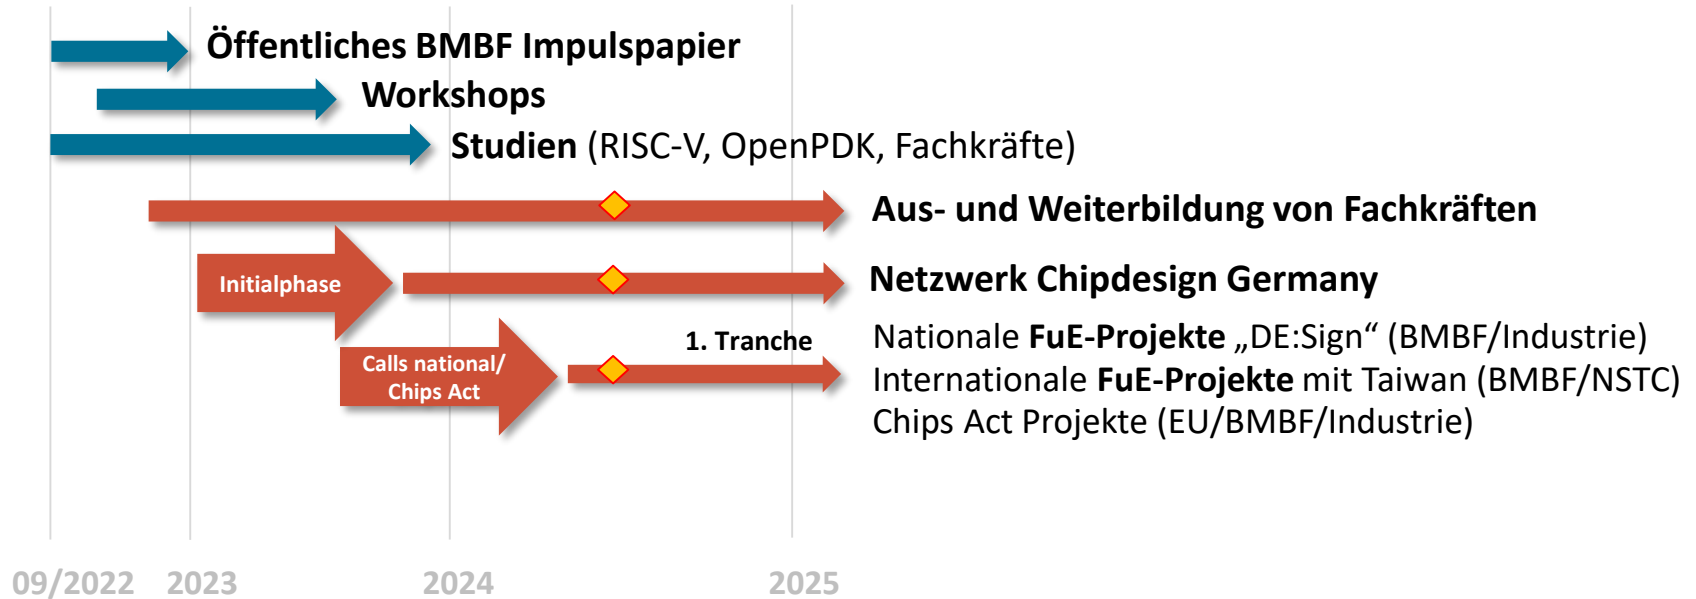 Öffentliches BMBF Impulspapier
Workshops
Studien (RISC-V, OpenPDK, Fachkräfte)
Aus- und Weiterbildung von Fachkräften
Initialphase
Netzwerk Chipdesign Germany
Calls national/
Chips Act
1. Tranche
Nationale FuE-Projekte „DE:Sign“ (BMBF/Industrie)
Internationale FuE-Projekte mit Taiwan (BMBF/NSTC)
Chips Act Projekte (EU/BMBF/Industrie)
09/2022 2023 2024 2025